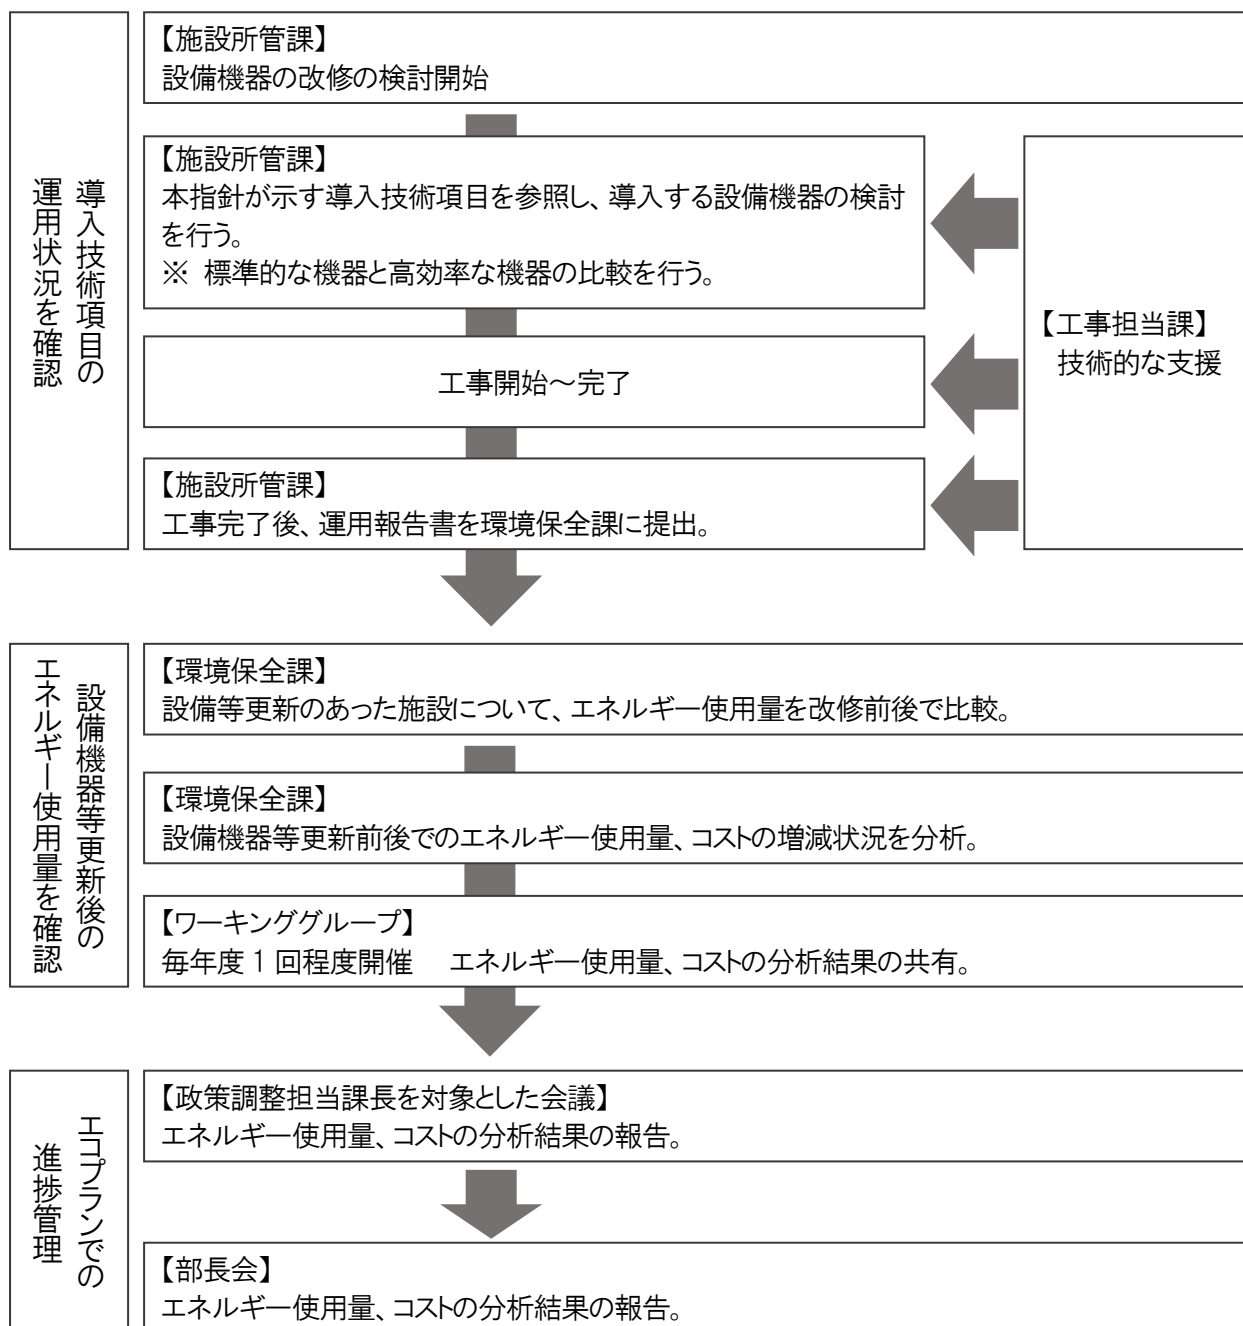 導入技術項目の
運用状況を確認
【施設所管課】
設備機器の改修の検討開始
【施設所管課】
本指針が示す導入技術項目を参照し、導入する設備機器の検討
を行う。
※ 標準的な機器と高効率な機器の比較を行う。
工事開始～完了
【施設所管課】
工事完了後、運用報告書を環境保全課に提出。
【工事担当課】
技術的な支援
設備機器等更新後の
エネルギー使用量を確認
【環境保全課】
設備等更新のあった施設について、エネルギー使用量を改修前後で比較。
【環境保全課】
設備機器等更新前後でのエネルギー使用量、コストの増減状況を分析。
【ワーキンググループ】
毎年度1回程度開催　エネルギー使用量、コストの分析結果の共有。
エコプランでの
進捗管理
【政策調整担当課長を対象とした会議】
エネルギー使用量、コストの分析結果の報告。
【部長会】
エネルギー使用量、コストの分析結果の報告。